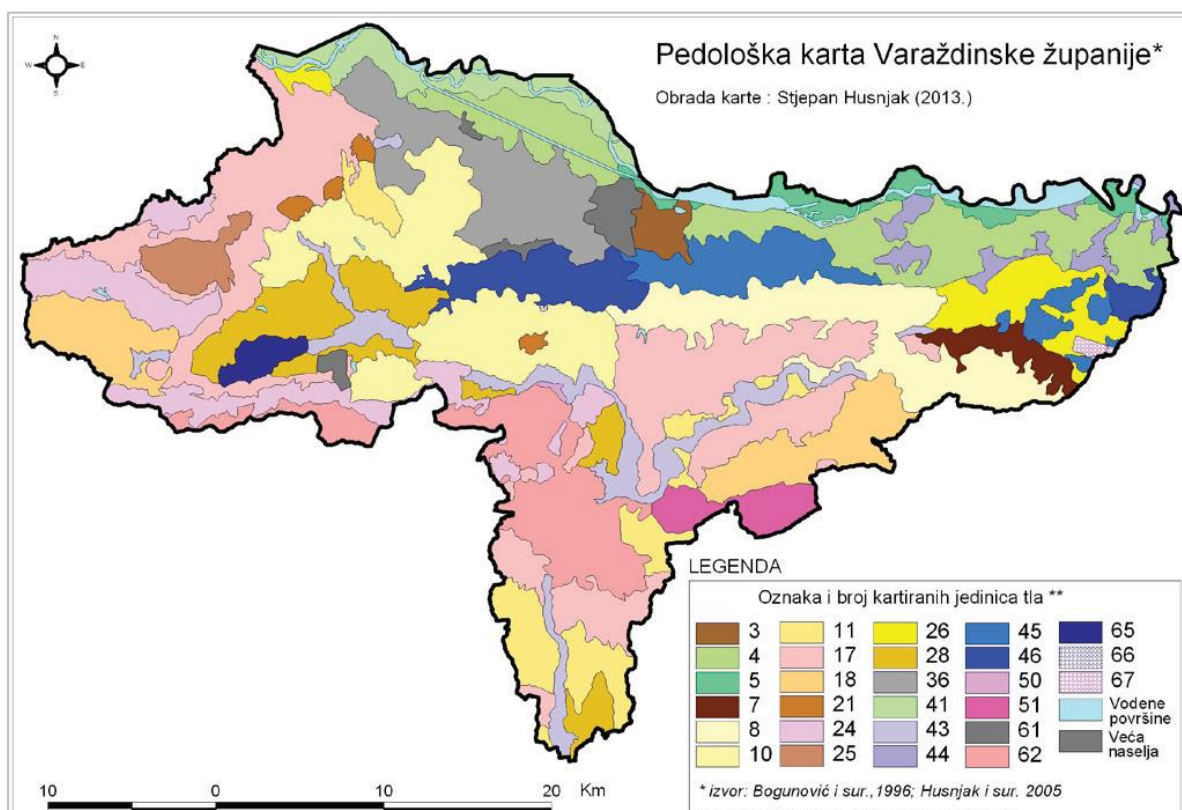 N
W E
S
Pedološka karta Varaždinske županije*
Obrada karte : Stjepan Husnjak (2013.)
LEGENDA
Oznaka i broj kartiranih jedinica tla **
3 11 26 45 65
4 17 28 46 66
5 18 36 50 67
7 21 41 51 Vodene površine
8 24 43 61 Veća naselja
10 25 44 62
10 0 10 20 Km
* izvor: Bogunović i sur.,1996; Husnjak i sur. 2005